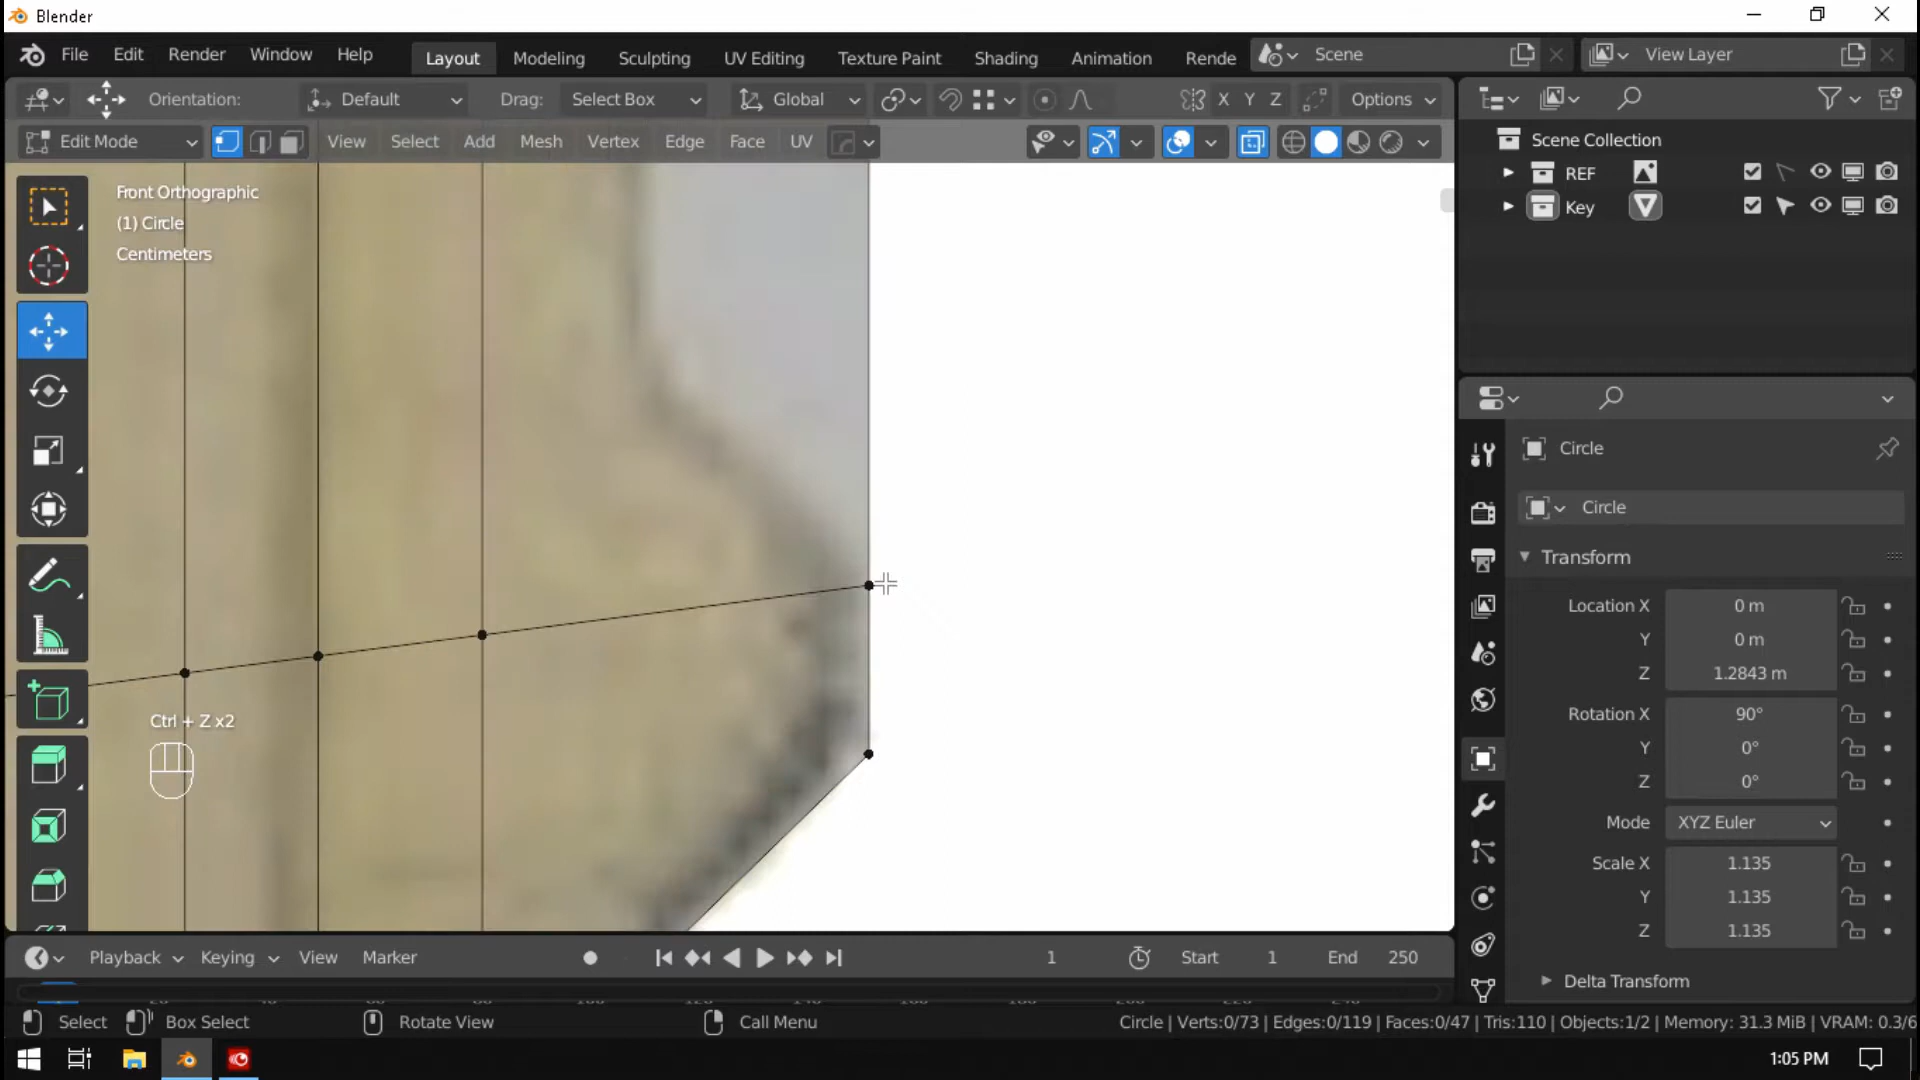 Blender
File Edit Render Window Help Layout Modeling Sculpting UV Editing Texture Paint Shading Animation Rende Scene View Layer
Orientation: Default Drag: Select Box Global X Y Z Options
Edit Mode View Select Add Mesh Vertex Edge Face UV
Scene Collection
REF
Key
Front Orthographic
(1) Circle
Centimeters
Ctrl + Z x2
Circle
Circle
Transform
Location X 0 m
Y 0 m
Z 1.2843 m
Rotation X 90°
Y 0°
Z 0°
Mode XYZ Euler
Scale X 1.135
Y 1.135
Z 1.135
Delta Transform
Playback Keying View Marker 1 Start 1 End 250
Select Box Select Rotate View Call Menu Circle | Verts:0/73 | Edges:0/119 | Faces:0/47 | Tris:110 | Objects:1/2 | Memory: 31.3 MiB | VRAM: 0.3/6
1:05 PM